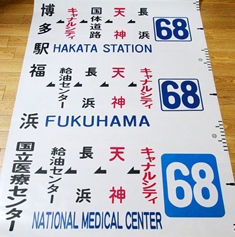 博多駅
キャナルシティ
国体道路
天神
長浜
68
HAKATA STATION
福浜
給油センター
長浜
天神
キャナルシティ
68
FUKUHAMA
国立医療センター
給油センター
長浜
天神
キャナルシティ
68
NATIONAL MEDICAL CENTER